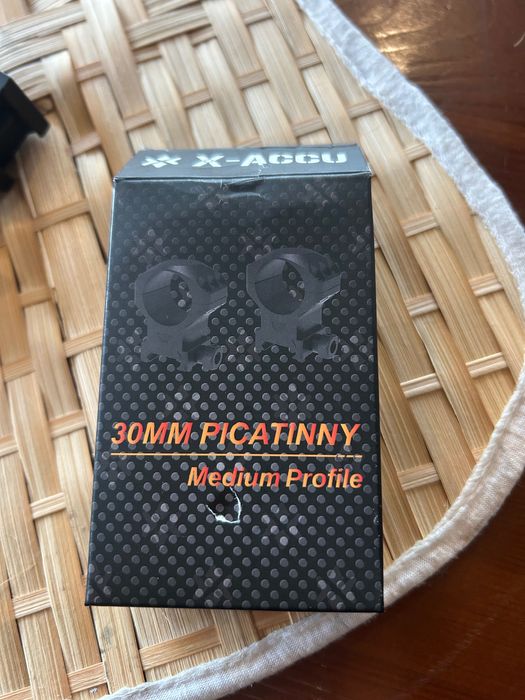 X-ACCU
30MM PICATINNY
Medium Profile